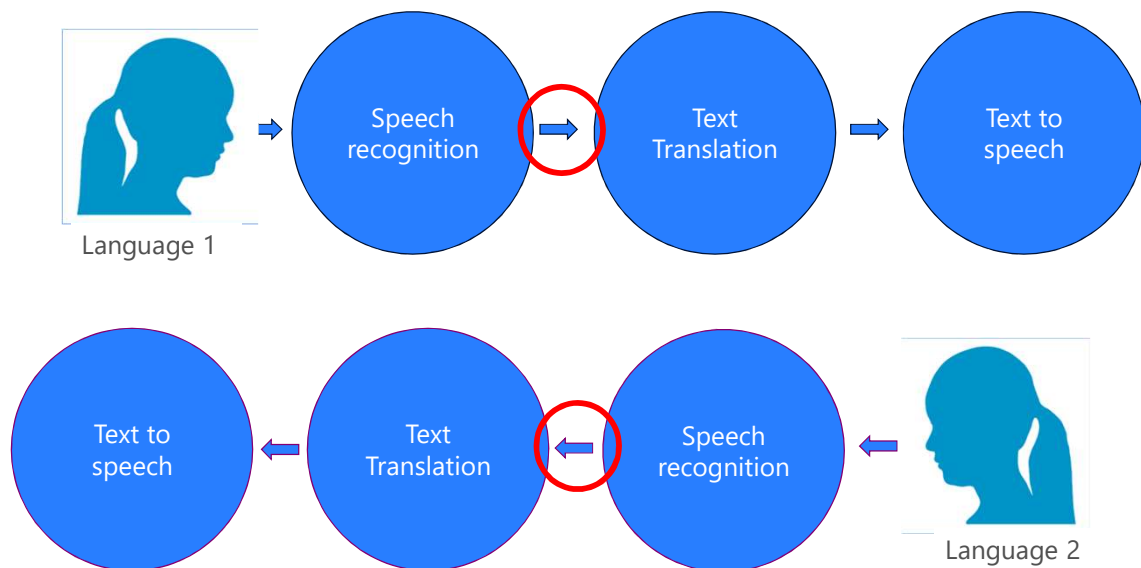 Speech
recognition
Text
Translation
Text to
speech
Language 1
Text to
speech
Text
Translation
Speech
recognition
Language 2